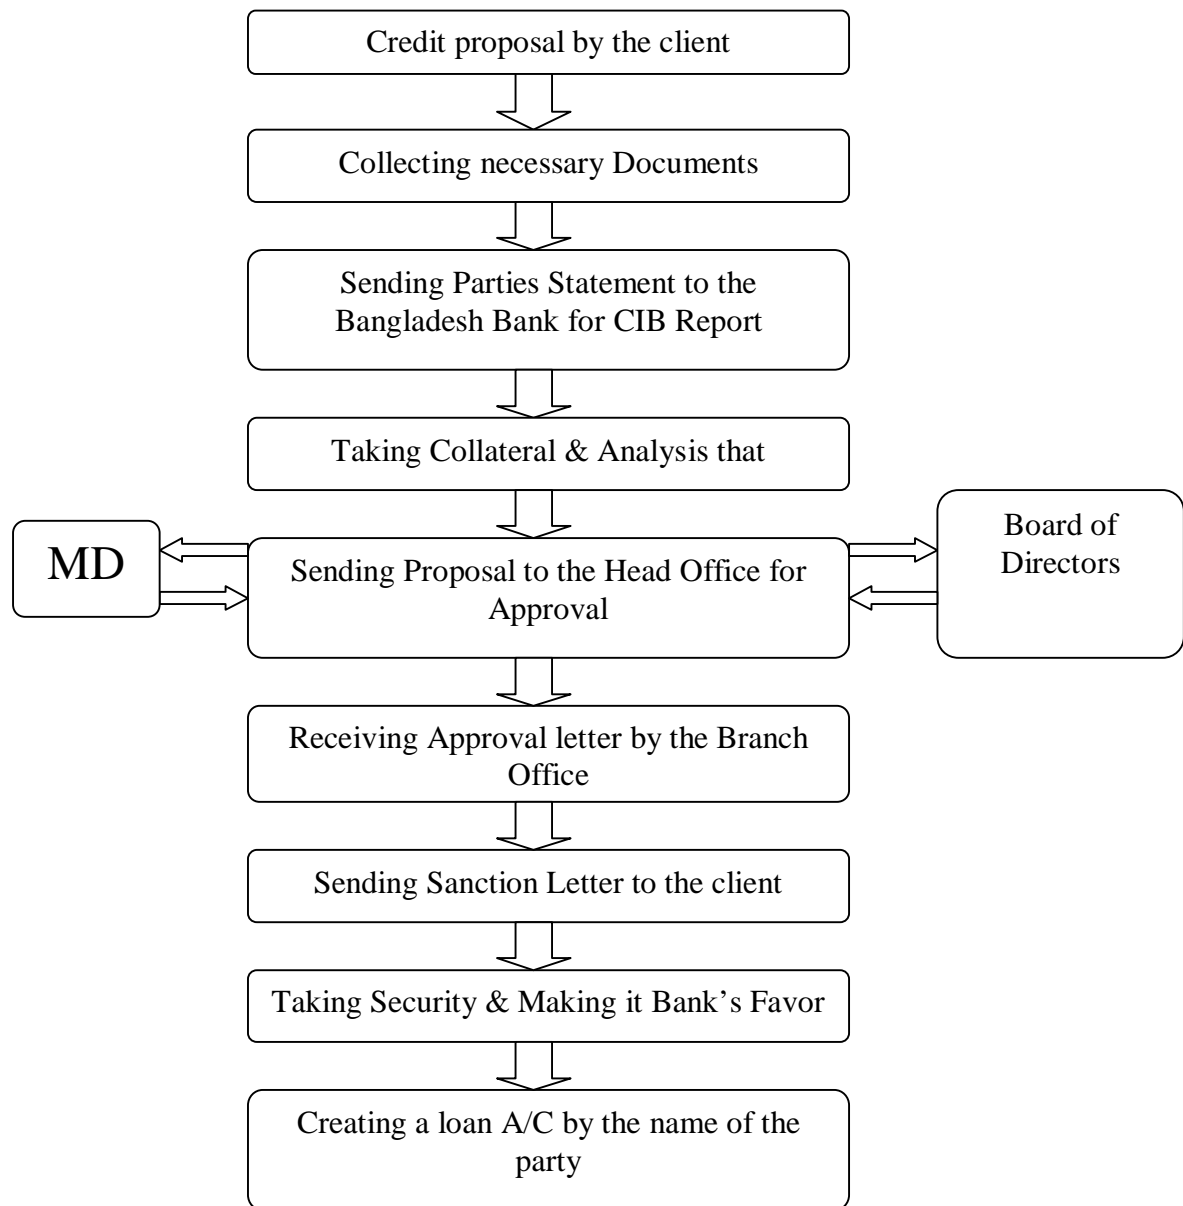 Credit proposal by the client
Collecting necessary Documents
Sending Parties Statement to the
Bangladesh Bank for CIB Report
Taking Collateral & Analysis that
MD
Sending Proposal to the Head Office for
Approval
Board of
Directors
Receiving Approval letter by the Branch
Office
Sending Sanction Letter to the client
Taking Security & Making it Bank’s Favor
Creating a loan A/C by the name of the
party